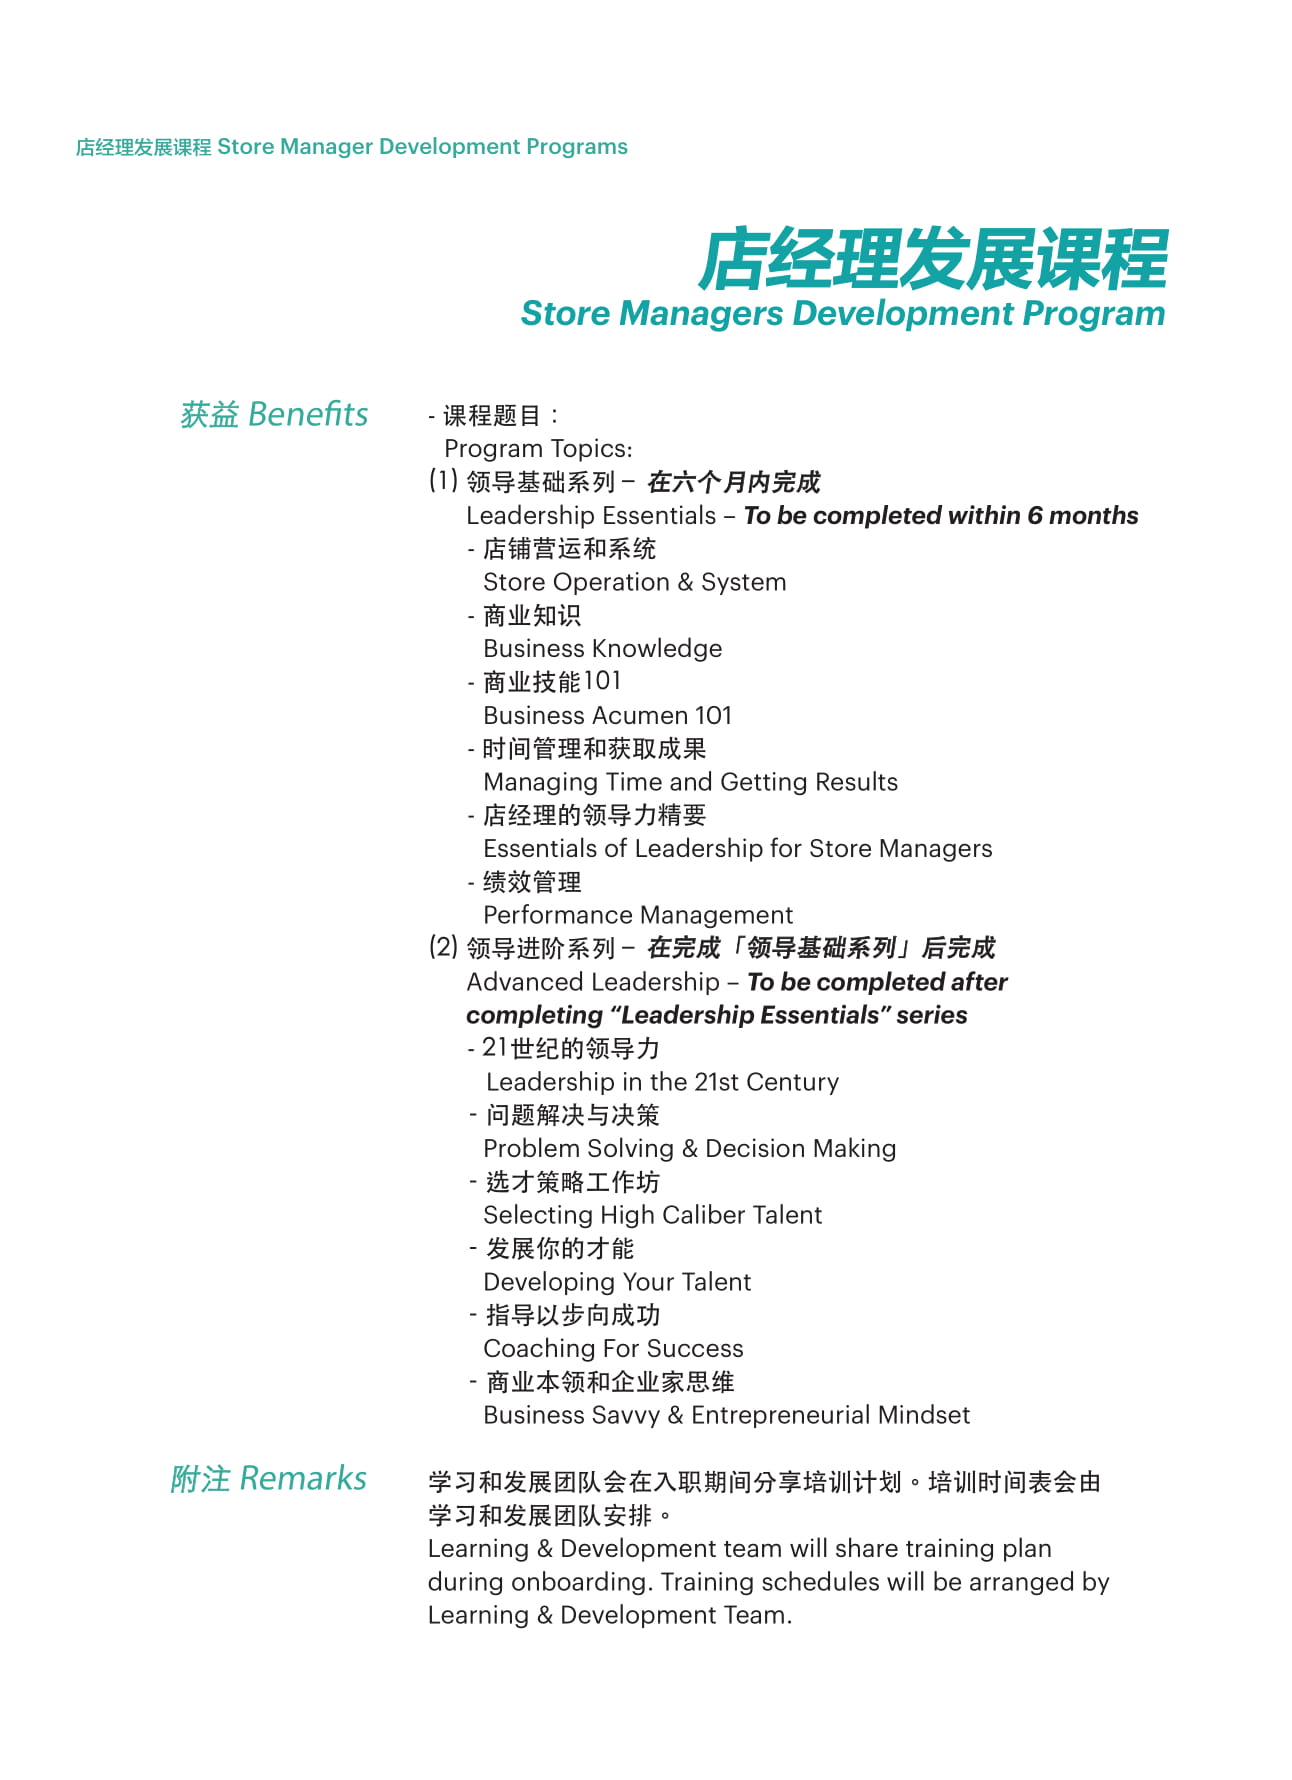 店经理发展课程 Store Manager Development Programs
店经理发展课程
Store Managers Development Program
获益 Benefits
- 课程题目：
Program Topics:
(1) 领导基础系列 – 在六个月内完成
Leadership Essentials – To be completed within 6 months
- 店铺营运和系统
Store Operation & System
- 商业知识
Business Knowledge
- 商业技能101
Business Acumen 101
- 时间管理和获取成果
Managing Time and Getting Results
- 店经理的领导力精要
Essentials of Leadership for Store Managers
- 绩效管理
Performance Management
(2) 领导进阶系列 – 在完成「领导基础系列」后完成
Advanced Leadership – To be completed after
completing “Leadership Essentials” series
- 21世纪的领导力
Leadership in the 21st Century
- 问题解决与决策
Problem Solving & Decision Making
- 选才策略工作坊
Selecting High Caliber Talent
- 发展你的才能
Developing Your Talent
- 指导以步向成功
Coaching For Success
- 商业本领和企业家思维
Business Savvy & Entrepreneurial Mindset
附注 Remarks
学习和发展团队会在入职期间分享培训计划。培训时间表会由
学习和发展团队安排。
Learning & Development team will share training plan
during onboarding. Training schedules will be arranged by
Learning & Development Team.